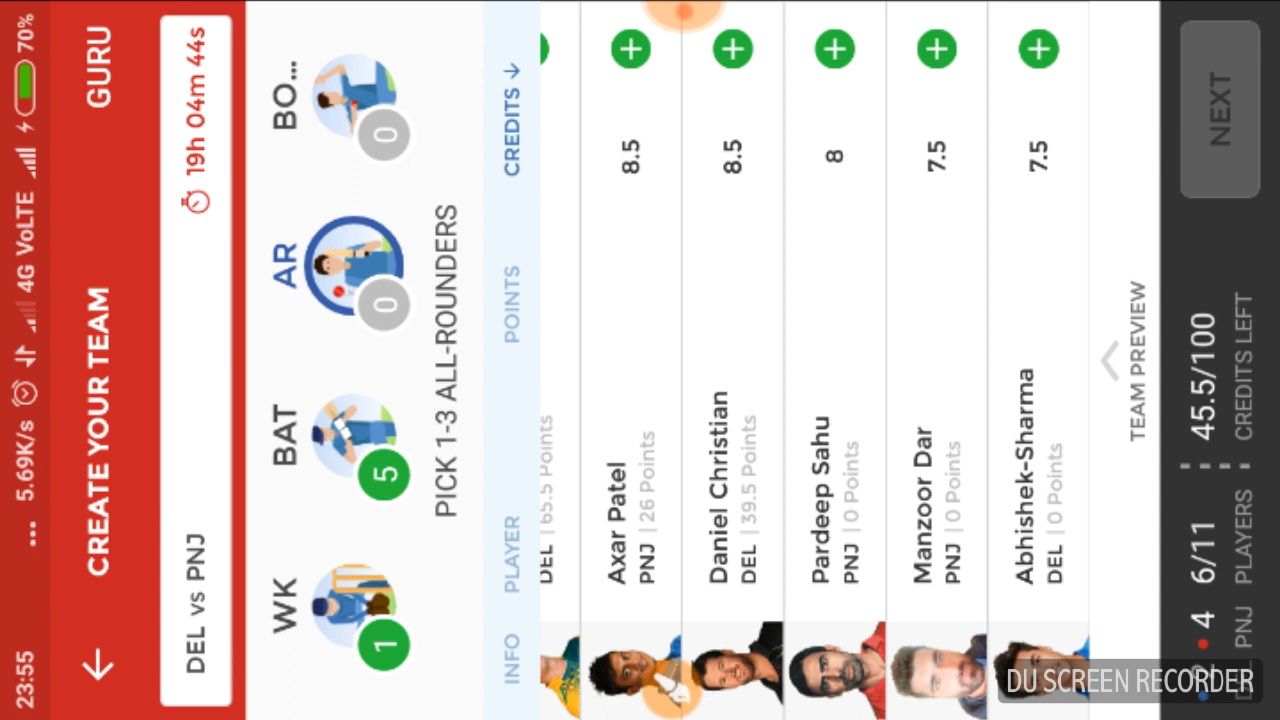 23:55 ... 5.69K/s 4G VoLTE 70%
CREATE YOUR TEAM GURU
DEL vs PNJ 19h 04m 44s
WK BAT AR BO...
1 5 0 0
PICK 1-3 ALL-ROUNDERS
INFO PLAYER POINTS CREDITS ↓
DEL | 65.5 Points
Axar Patel
PNJ | 26 Points 8.5
Daniel Christian
DEL | 39.5 Points 8.5
Pardeep Sahu
PNJ | 0 Points 8
Manzoor Dar
PNJ | 0 Points 7.5
Abhishek-Sharma
DEL | 0 Points 7.5
TEAM PREVIEW
4 6/11 45.5/100 NEXT
PNJ PLAYERS CREDITS LEFT
DU SCREEN RECORDER